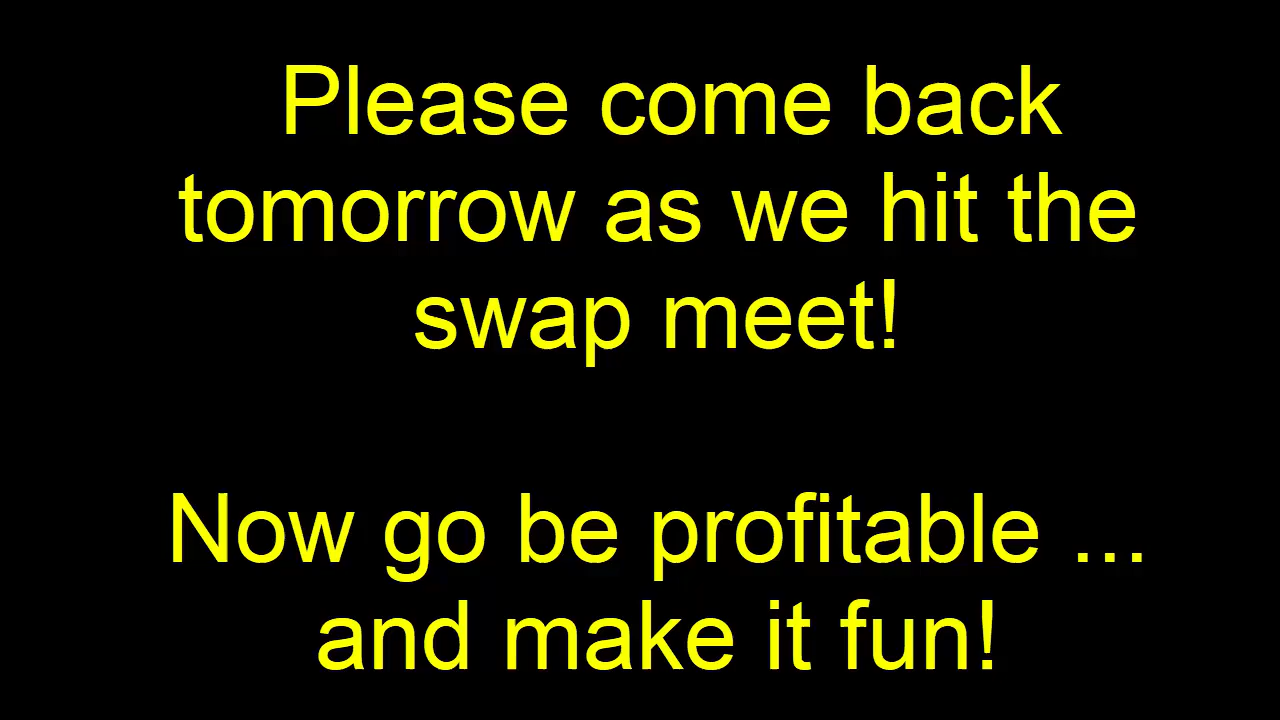 Please come back
tomorrow as we hit the
swap meet!
Now go be profitable ...
and make it fun!